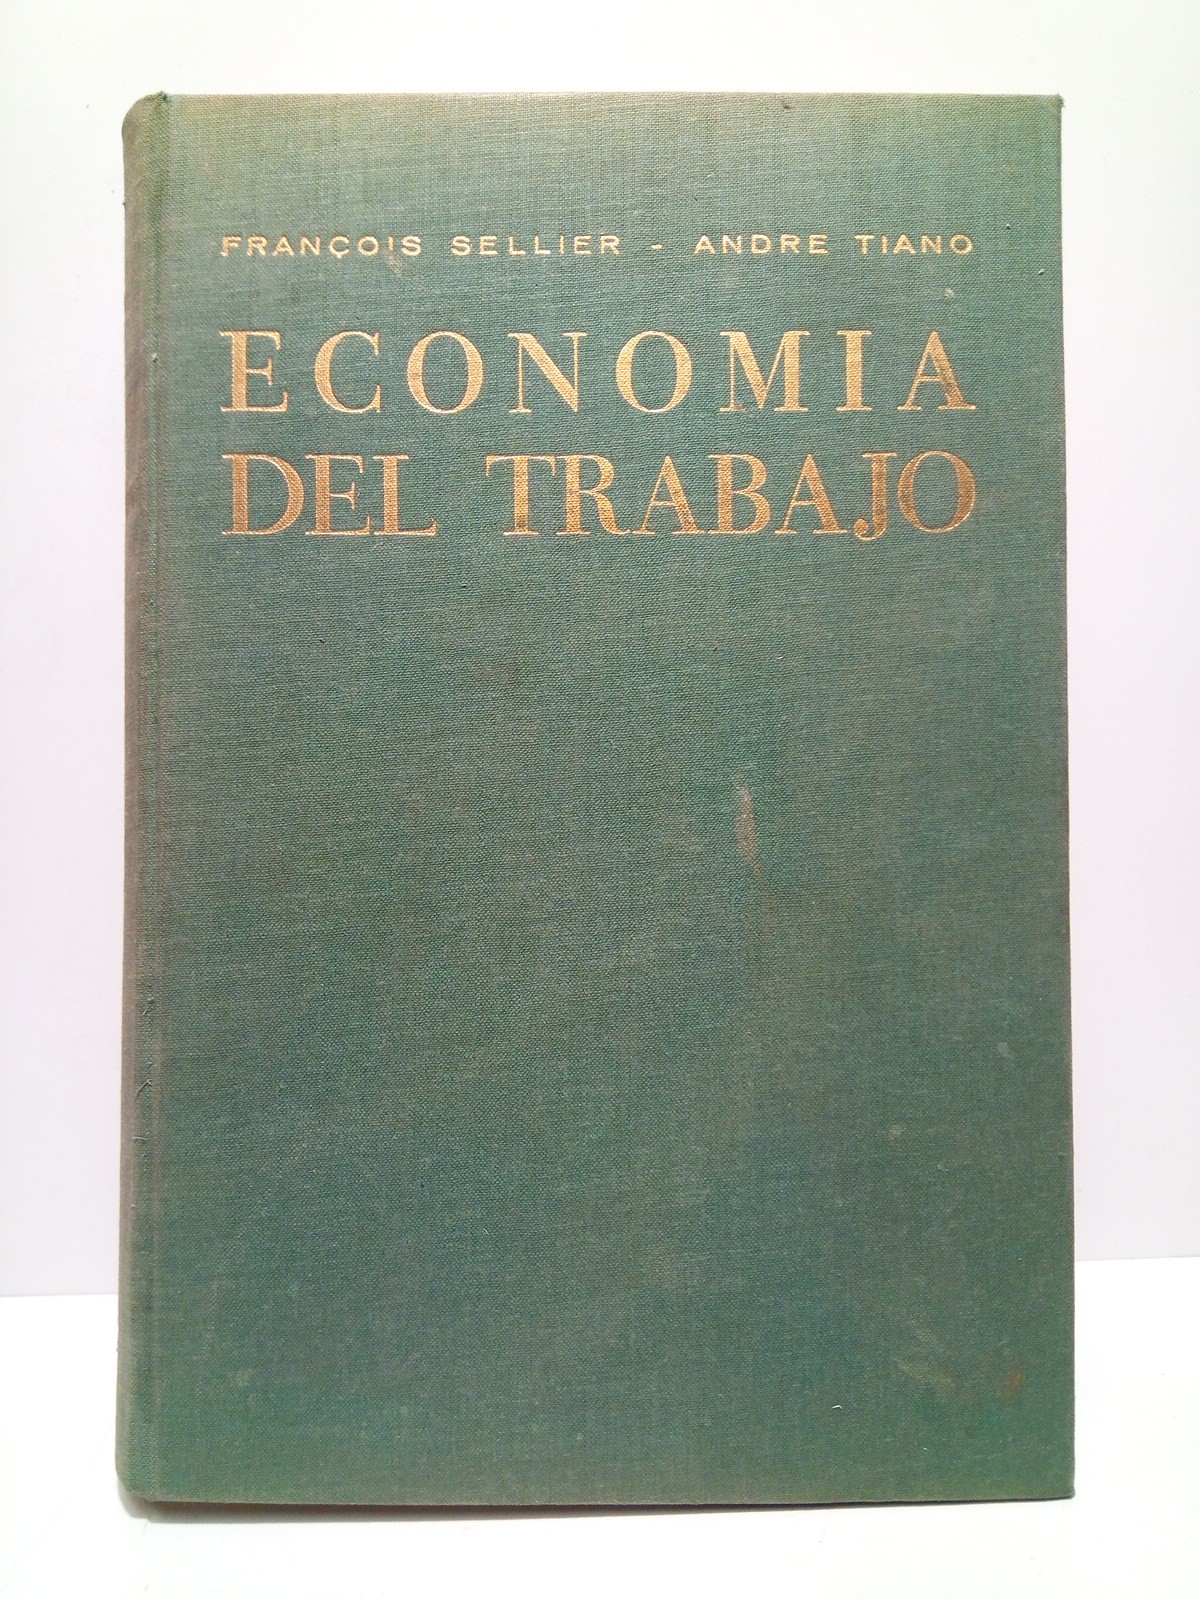 FRANÇOIS SELLIER - ANDRE TIANO
ECONOMIA
DEL TRABAJO